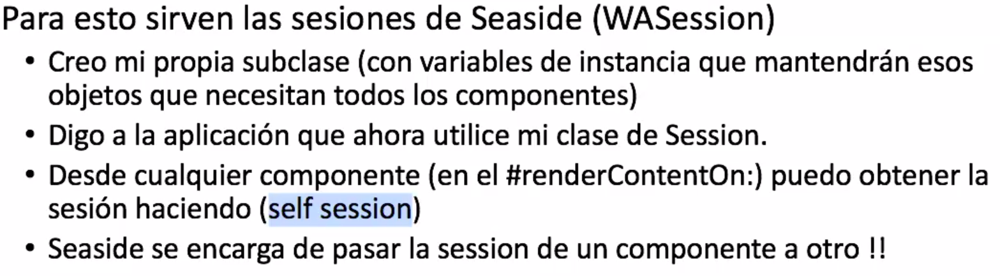 Para esto sirven las sesiones de Seaside (WASession)
• Creo mi propia subclase (con variables de instancia que mantendrán esos
objetos que necesitan todos los componentes)
• Digo a la aplicación que ahora utilice mi clase de Session.
• Desde cualquier componente (en el #renderContentOn:) puedo obtener la
sesión haciendo (self session)
• Seaside se encarga de pasar la session de un componente a otro !!